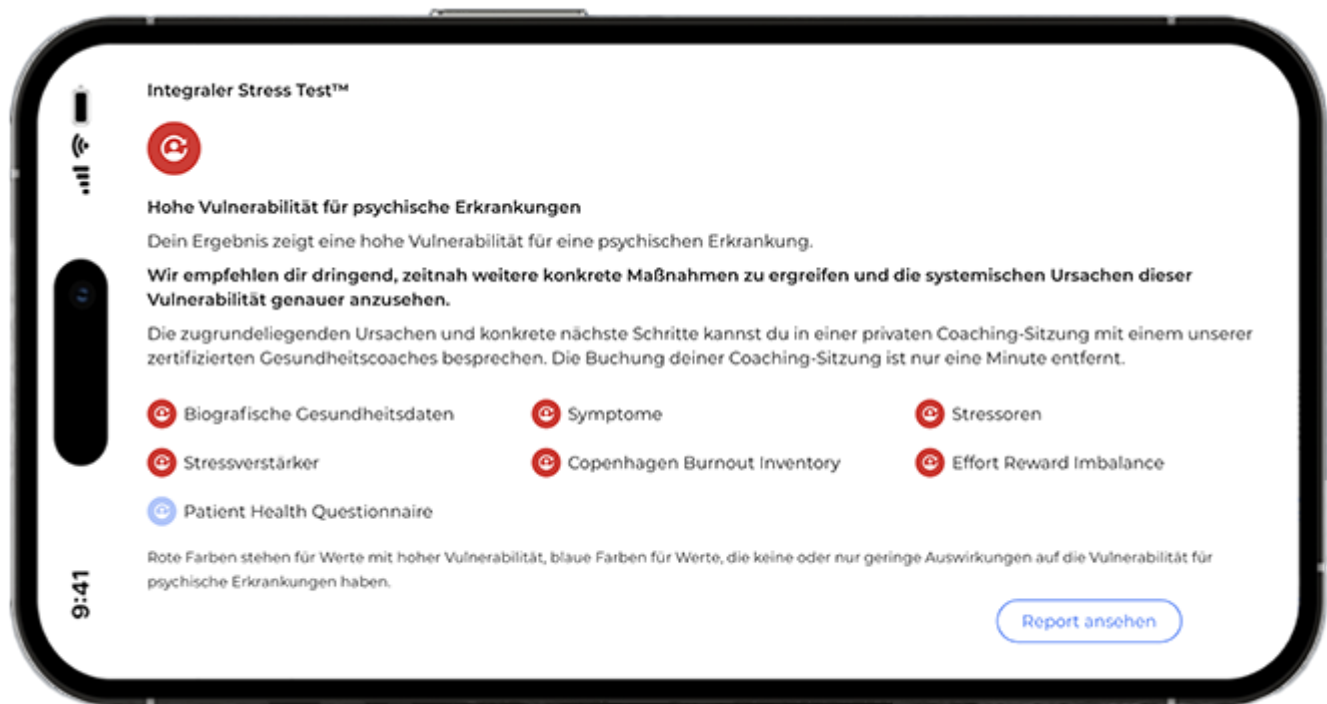 Integraler Stress Test™
Hohe Vulnerabilität für psychische Erkrankungen
Dein Ergebnis zeigt eine hohe Vulnerabilität für eine psychischen Erkrankung.
Wir empfehlen dir dringend, zeitnah weitere konkrete Maßnahmen zu ergreifen und die systemischen Ursachen dieser
Vulnerabilität genauer anzusehen.
Die zugrundeliegenden Ursachen und konkrete nächste Schritte kannst du in einer privaten Coaching-Sitzung mit einem unserer
zertifizierten Gesundheitscoaches besprechen. Die Buchung deiner Coaching-Sitzung ist nur eine Minute entfernt.
Biografische Gesundheitsdaten
Symptome
Stressoren
Stressverstärker
Copenhagen Burnout Inventory
Effort Reward Imbalance
Patient Health Questionnaire
Rote Farben stehen für Werte mit hoher Vulnerabilität, blaue Farben für Werte, die keine oder nur geringe Auswirkungen auf die Vulnerabilität für
psychische Erkrankungen haben.
Report ansehen
9:41